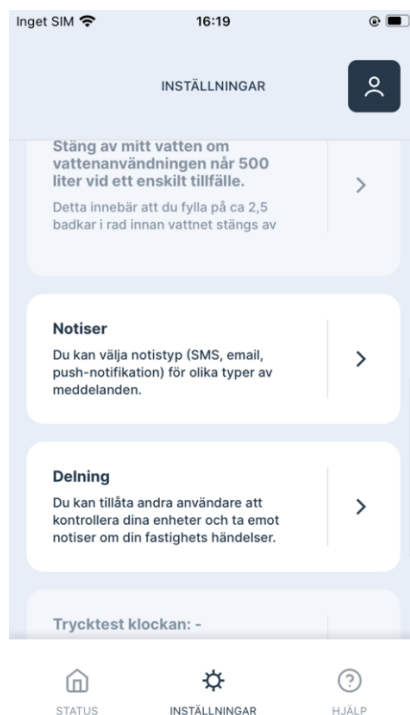 Inget SIM 16:19
INSTÄLLNINGAR
Stäng av mitt vatten om
vattenanvändningen når 500
liter vid ett enskilt tillfälle.
Detta innebär att du fylla på ca 2,5
badkar i rad innan vattnet stängs av
Notiser
Du kan välja notistyp (SMS, email,
push-notifikation) för olika typer av
meddelanden.
Delning
Du kan tillåta andra användare att
kontrollera dina enheter och ta emot
notiser om din fastighets händelser.
Trycktest klockan: -
STATUS INSTÄLLNINGAR HJÄLP